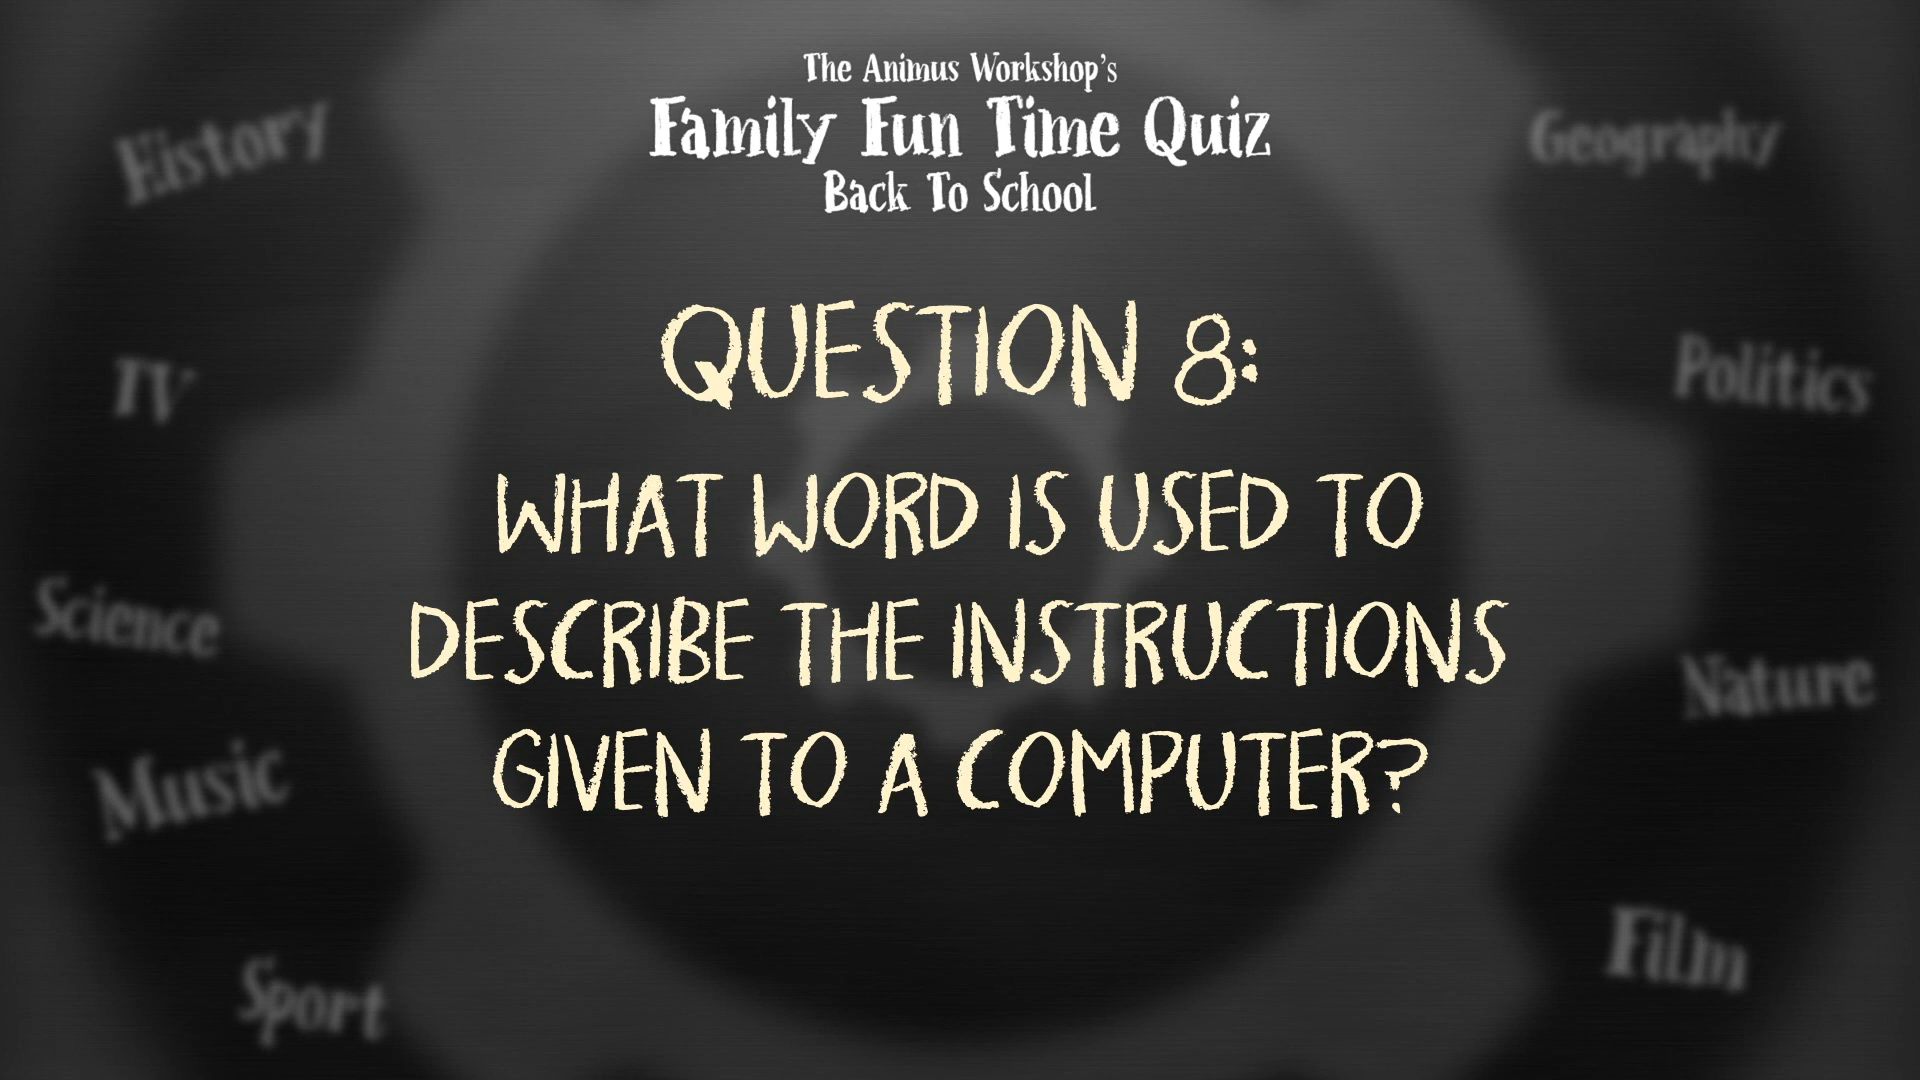 The Animus Workshop's
Family Fun Time Quiz
Back To School
History
Geography
QUESTION 8:
TV
Politics
WHAT WORD IS USED TO
DESCRIBE THE INSTRUCTIONS
GIVEN TO A COMPUTER?
Science
Nature
Music
Film
Sport